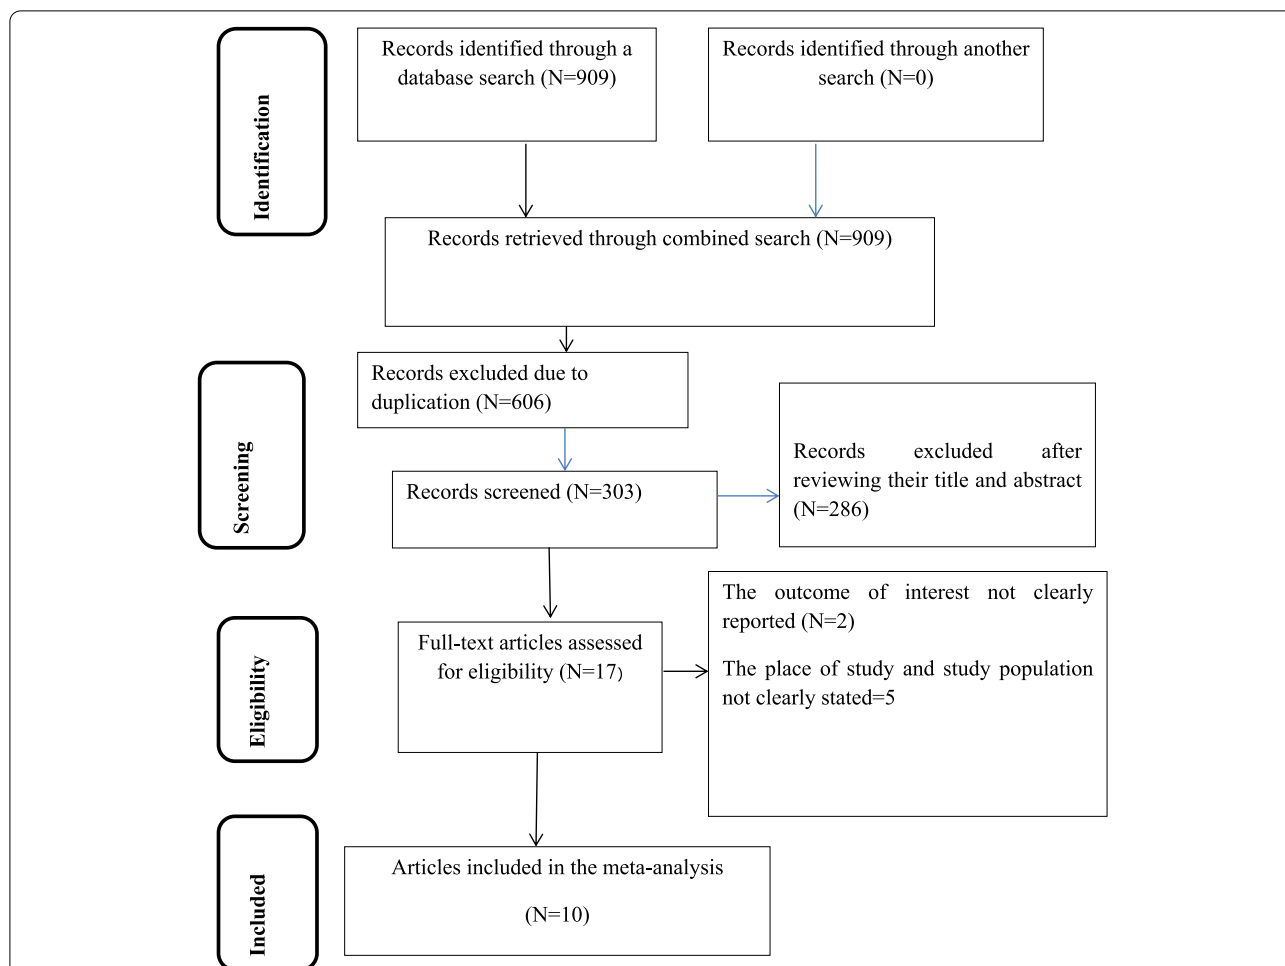 Identification
Records identified through a
database search (N=909)
Records identified through another
search (N=0)
Records retrieved through combined search (N=909)
Screening
Records excluded due to
duplication (N=606)
Records screened (N=303)
Records excluded after
reviewing their title and abstract
(N=286)
Eligibility
Full-text articles assessed
for eligibility (N=17)
The outcome of interest not clearly
reported (N=2)
The place of study and study population
not clearly stated=5
Included
Articles included in the meta-analysis
(N=10)